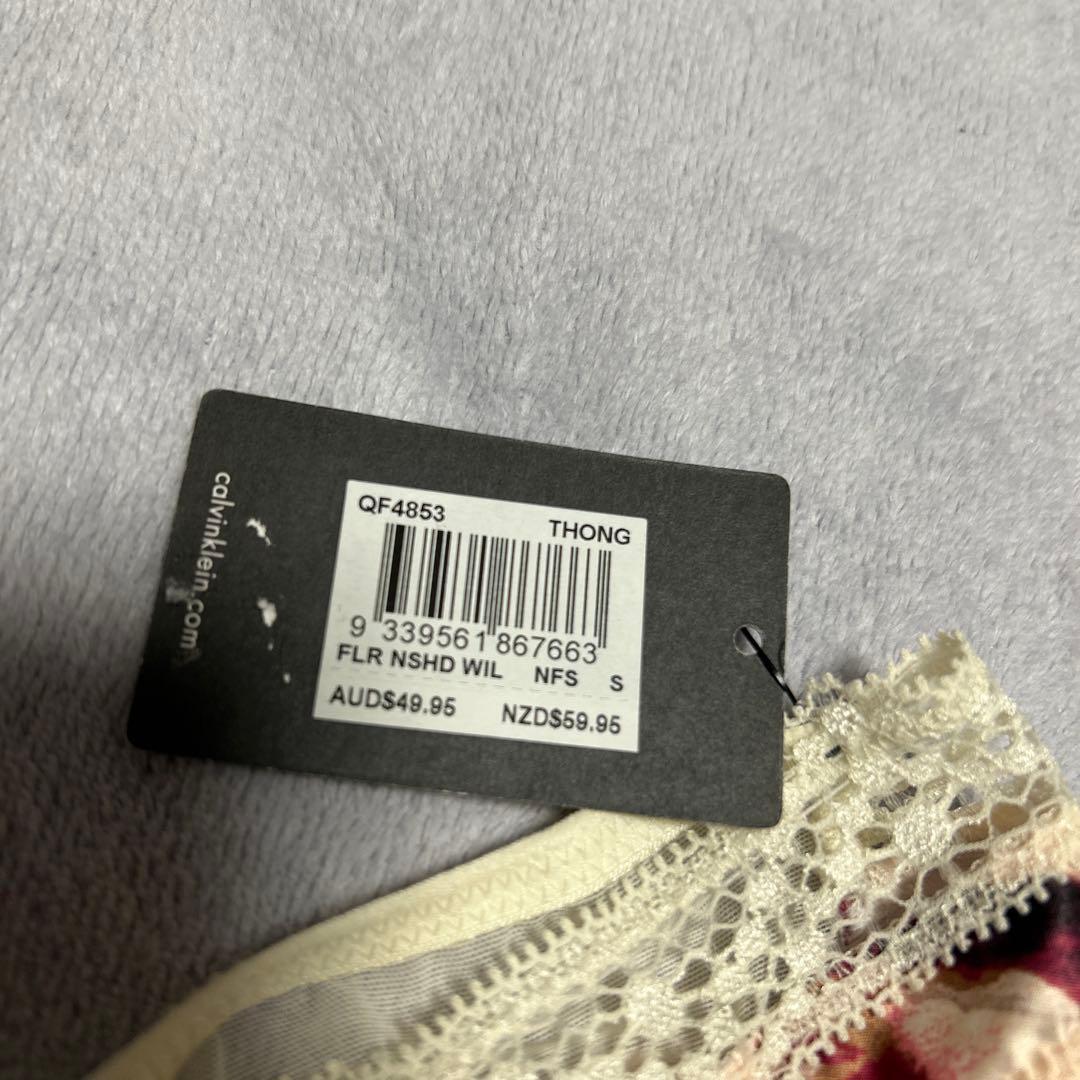 calvinklein.com
QF4853 THONG
9 339561 867663
FLR NSHD WIL NFS S
AUD$49.95 NZD$59.95